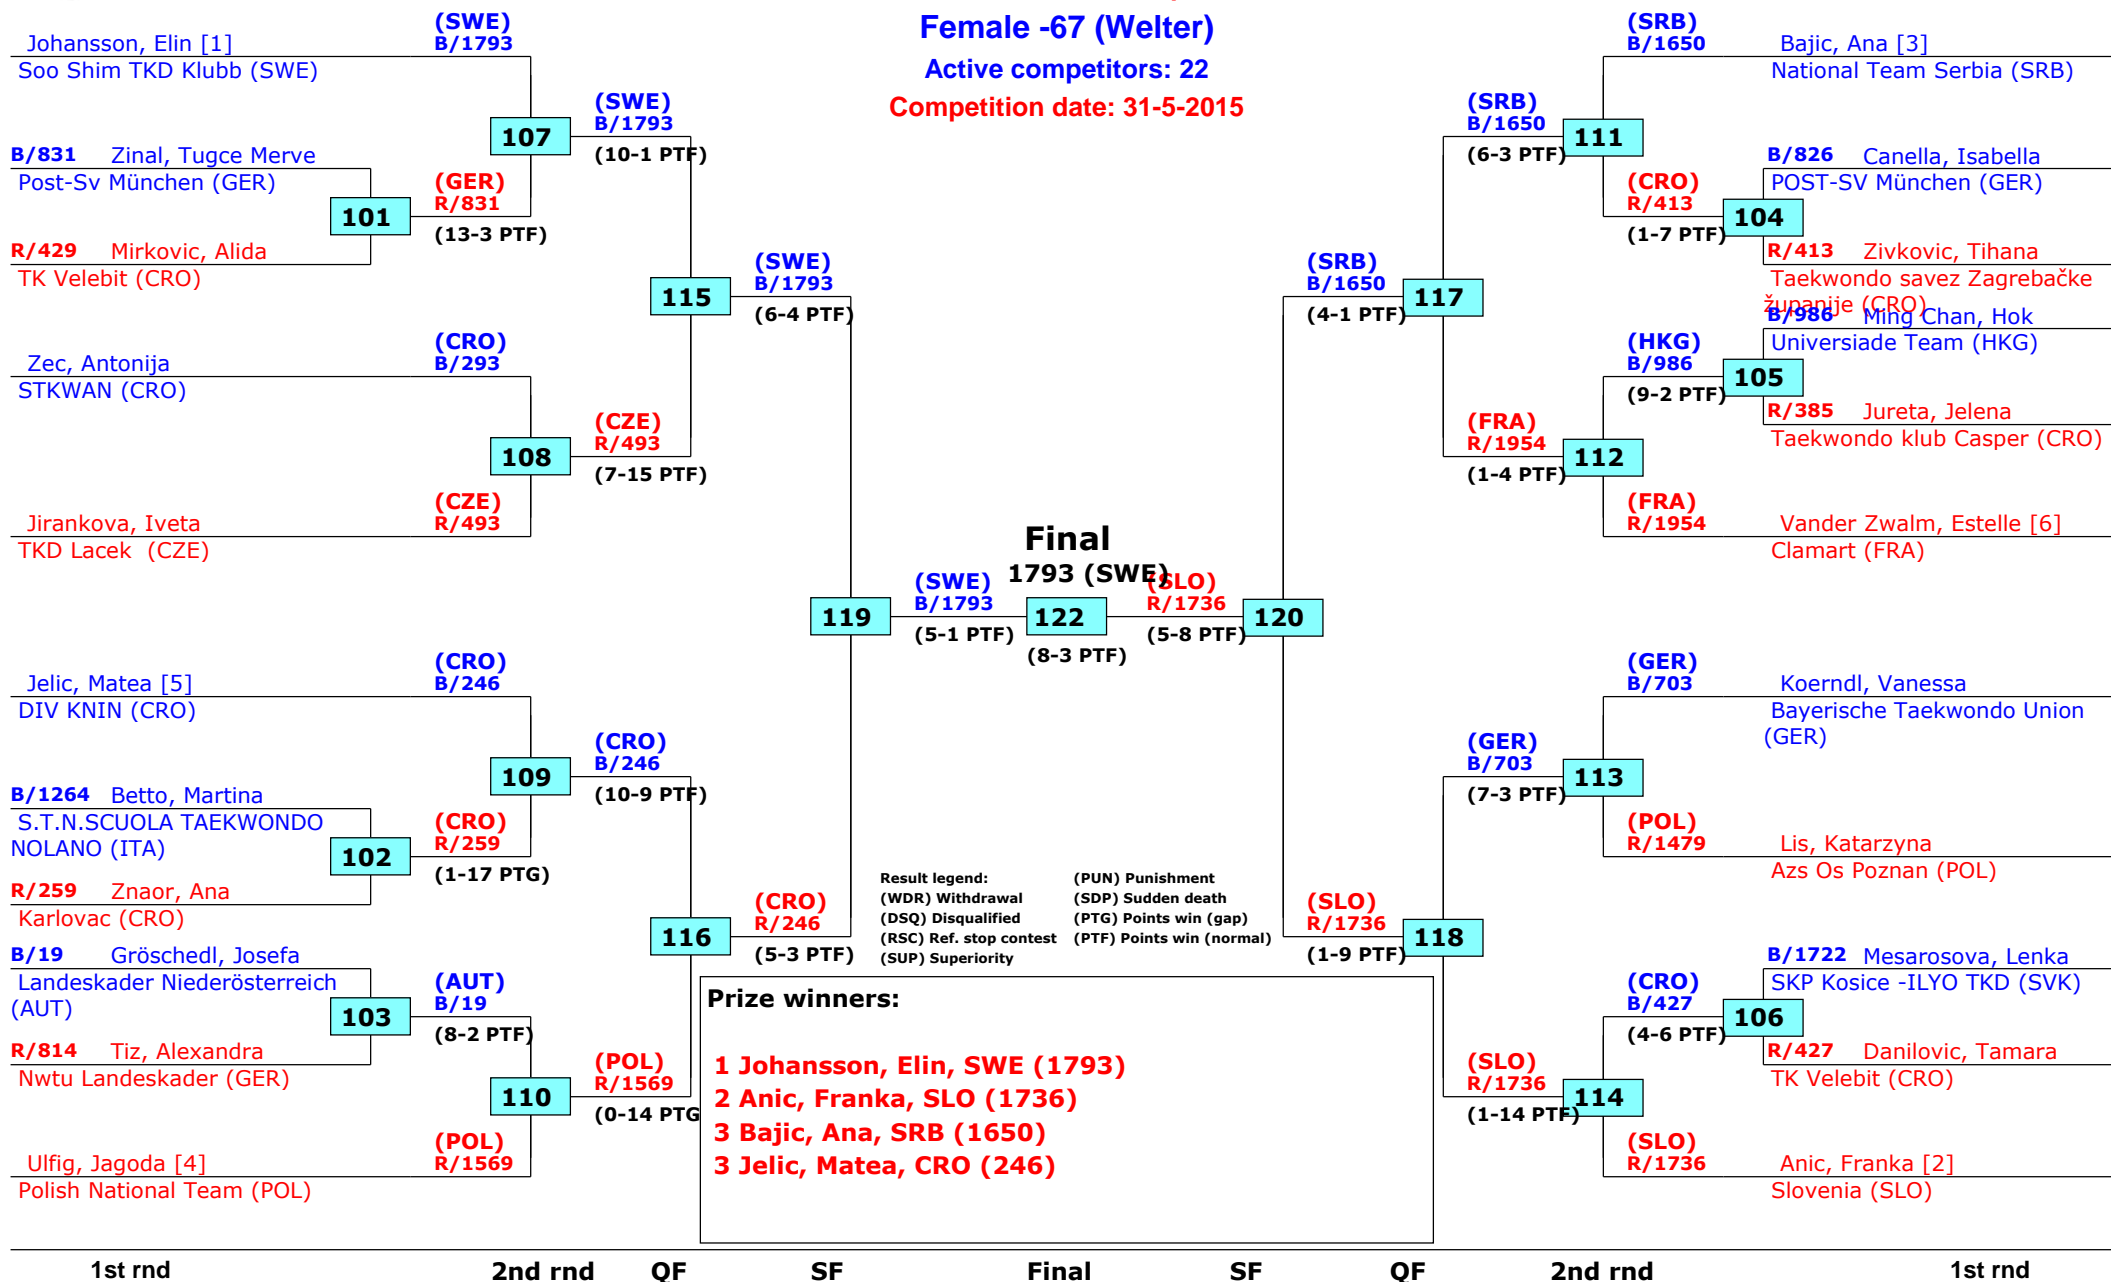 Female -67 (Welter)
Active competitors: 22
Competition date: 31-5-2015
(SWE)
Johansson, Elin [1]
B/1793
Soo Shim TKD Klubb (SWE)
(SWE)
B/1793
107
(10-1 PTF)
B/831 Zinal, Tugce Merve
Post-Sv München (GER)
(GER)
R/831
101
(13-3 PTF)
R/429 Mirkovic, Alida
TK Velebit (CRO)
(SWE)
B/1793
115
(6-4 PTF)
(CRO)
Zec, Antonija
B/293
STKWAN (CRO)
(CZE)
R/493
108
(7-15 PTF)
(CZE)
Jirankova, Iveta
R/493
TKD Lacek (CZE)
119
(SWE)
B/1793
(5-1 PTF)
Final
1793 (SWE)
122
(8-3 PTF)
(SLO)
R/1736
(5-8 PTF)
120
(CRO)
Jelic, Matea [5]
B/246
DIV KNIN (CRO)
(CRO)
B/246
109
(10-9 PTF)
B/1264 Betto, Martina
S.T.N.SCUOLA TAEKWONDO
NOLANO (ITA)
(CRO)
R/259
102
(1-17 PTG)
R/259 Znaor, Ana
Karlovac (CRO)
(CRO)
R/246
116
(5-3 PTF)
B/19 Gröschedl, Josefa
Landeskader Niederösterreich
(AUT)
(AUT)
B/19
103
(8-2 PTF)
R/814 Tiz, Alexandra
Nwtu Landeskader (GER)
(POL)
R/1569
110
(0-14 PTG
(POL)
Ulfig, Jagoda [4]
R/1569
Polish National Team (POL)
(SRB)
B/1650
Bajic, Ana [3]
National Team Serbia (SRB)
(SRB)
B/1650
111
(6-3 PTF)
B/826 Canella, Isabella
POST-SV München (GER)
(CRO)
R/413
104
(1-7 PTF)
R/413 Zivkovic, Tihana
Taekwondo savez Zagrebačke
županije (CRO)
(SRB)
B/1650
117
(4-1 PTF)
B/986 Ming Chan, Hok
Universiade Team (HKG)
(HKG)
B/986
105
(9-2 PTF)
R/385 Jureta, Jelena
Taekwondo klub Casper (CRO)
(FRA)
R/1954
112
(1-4 PTF)
(FRA)
R/1954
Vander Zwalm, Estelle [6]
Clamart (FRA)
(GER)
B/703
Koerndl, Vanessa
Bayerische Taekwondo Union
(GER)
(GER)
B/703
113
(7-3 PTF)
(POL)
R/1479
Lis, Katarzyna
Azs Os Poznan (POL)
(SLO)
R/1736
118
(1-9 PTF)
B/1722 Mesarosova, Lenka
SKP Kosice -ILYO TKD (SVK)
(CRO)
B/427
106
(4-6 PTF)
R/427 Danilovic, Tamara
TK Velebit (CRO)
(SLO)
R/1736
114
(1-14 PTF)
(SLO)
R/1736
Anic, Franka [2]
Slovenia (SLO)
Result legend: (PUN) Punishment
(WDR) Withdrawal (SDP) Sudden death
(DSQ) Disqualified (PTG) Points win (gap)
(RSC) Ref. stop contest (PTF) Points win (normal)
(SUP) Superiority
Prize winners:
1 Johansson, Elin, SWE (1793)
2 Anic, Franka, SLO (1736)
3 Bajic, Ana, SRB (1650)
3 Jelic, Matea, CRO (246)
1st rnd 2nd rnd QF SF Final SF QF 2nd rnd 1st rnd